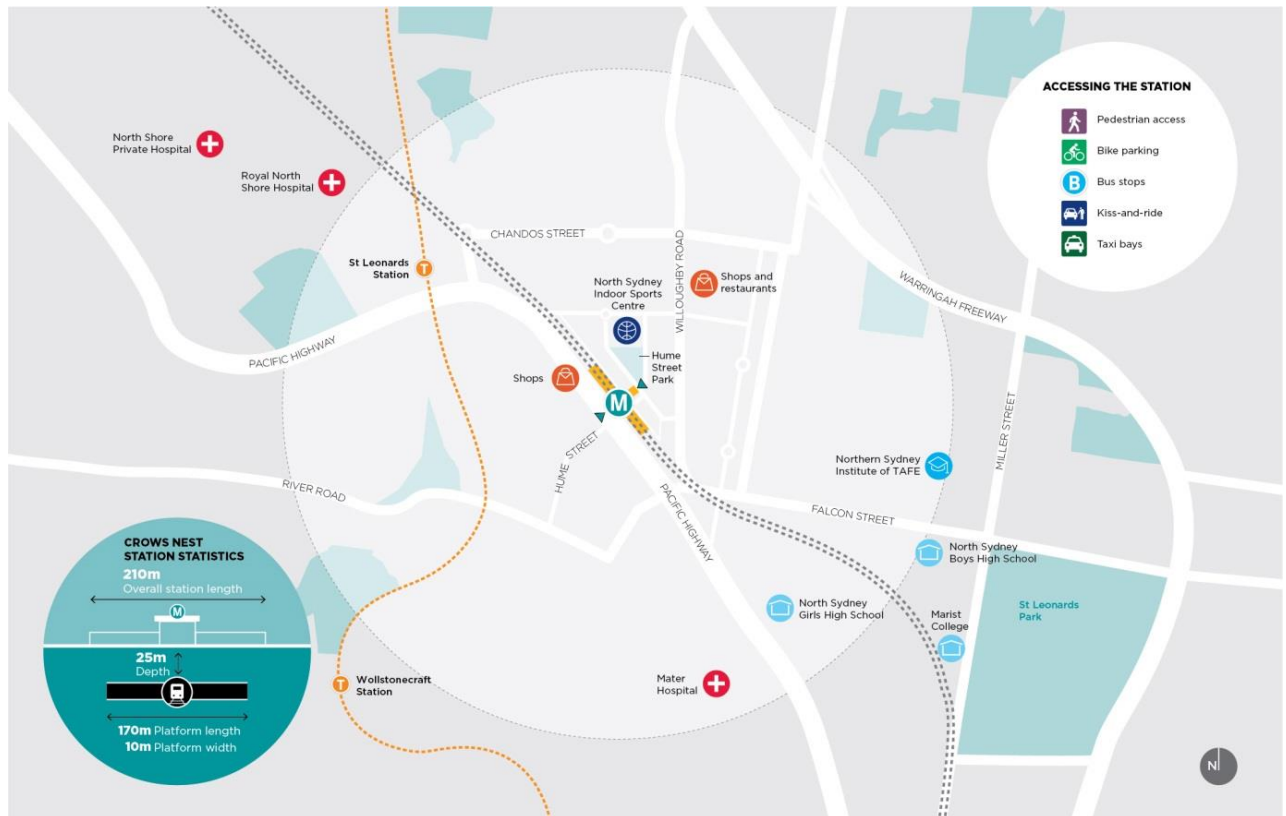 ACCESSING THE STATION
Pedestrian access
Bike parking
B
Bus stops
Kiss-and-ride
Taxi bays
North Shore
Private Hospital
Royal North
Shore Hospital
CHANDOS STREET
WILLOUGHBY ROAD
St Leonards
Station
T
North Sydney
Indoor Sports
Centre
Shops and
restaurants
WARRINGAH FREEWAY
PACIFIC HIGHWAY
Hume
Street
Park
Shops
M
MILLER STREET
HUME STREET
Northern Sydney
Institute of TAFE
RIVER ROAD
PACIFIC HIGHWAY
FALCON STREET
North Sydney
Boys High School
North Sydney
Girls High School
Marist
College
St Leonards
Park
Mater
Hospital
T
Wollstonecraft
Station
CROWS NEST
STATION STATISTICS
210m
Overall station length
M
25m
Depth
170m Platform length
10m Platform width
N